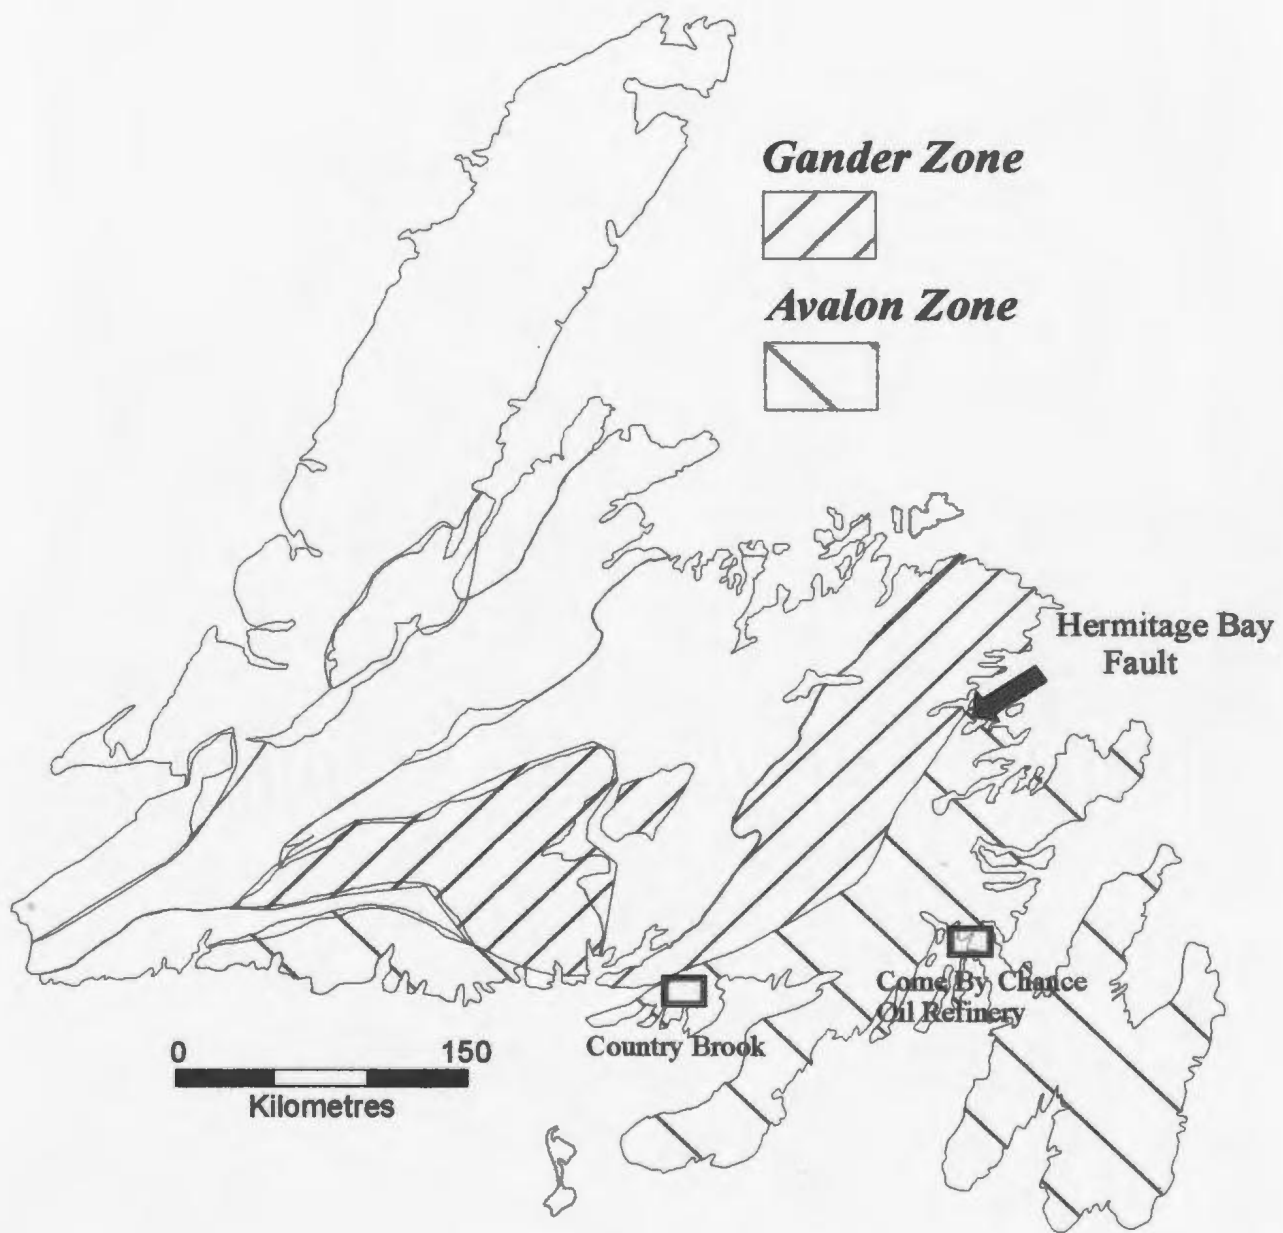 Gander Zone
Avalon Zone
Hermitage Bay
Fault
Come By Chance
Oil Refinery
Country Brook
0 150
Kilometres